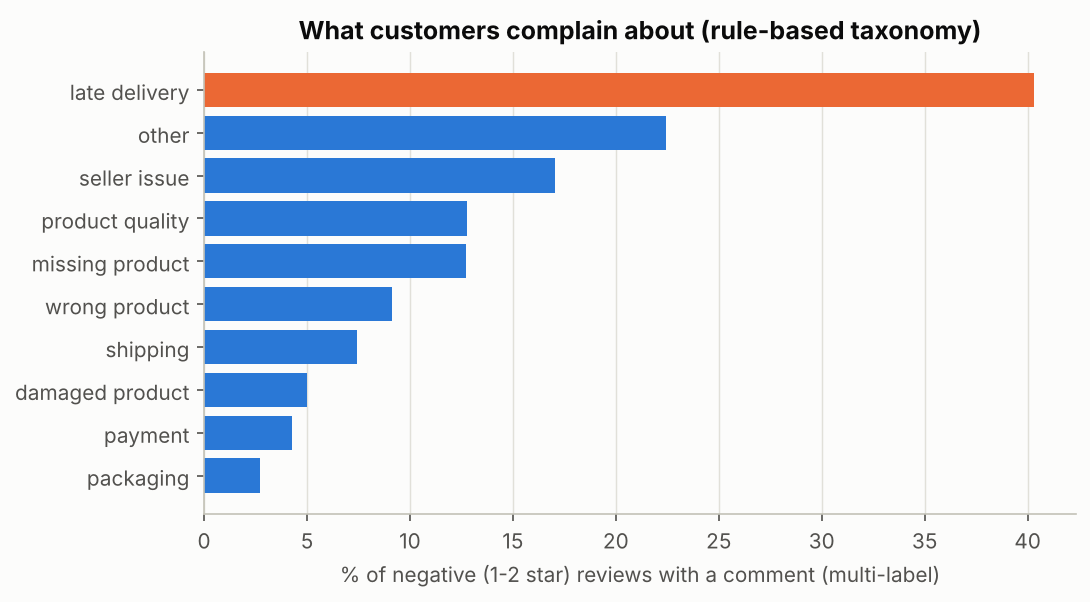 What customers complain about (rule-based taxonomy)
late delivery
other
seller issue
product quality
missing product
wrong product
shipping
damaged product
payment
packaging
0 5 10 15 20 25 30 35 40
% of negative (1-2 star) reviews with a comment (multi-label)